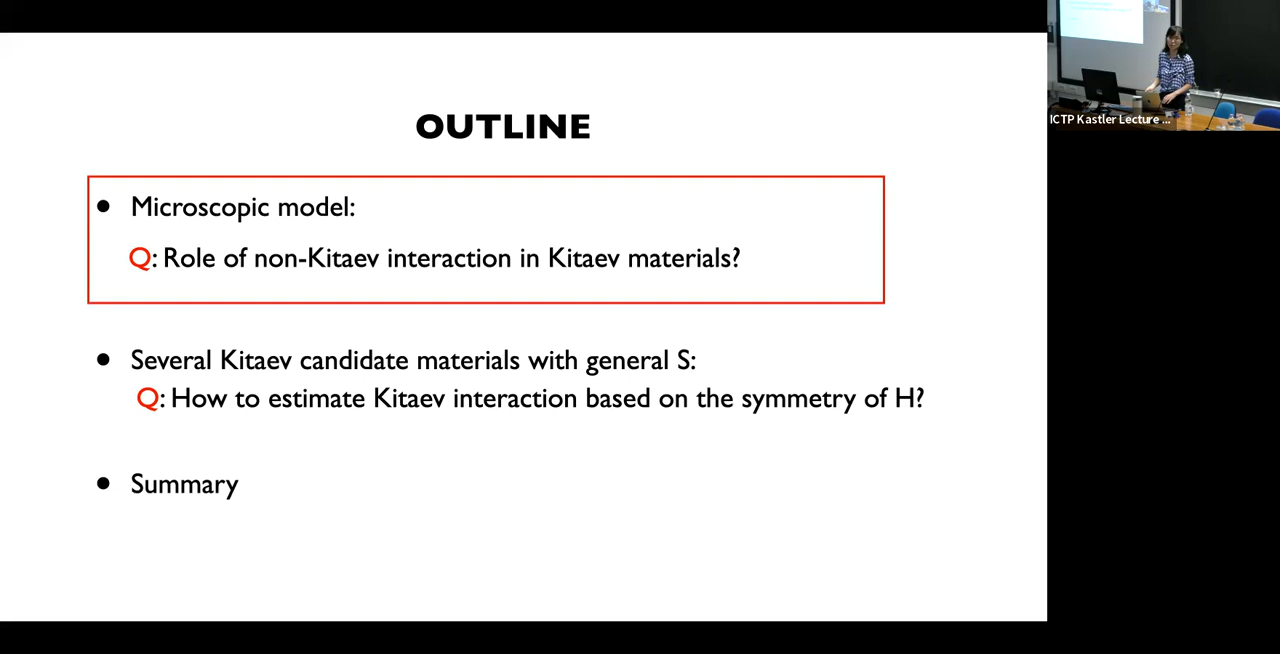 OUTLINE
• Microscopic model:
Q: Role of non-Kitaev interaction in Kitaev materials?
• Several Kitaev candidate materials with general S:
Q: How to estimate Kitaev interaction based on the symmetry of H?
• Summary
ICTP Kastler Lecture ...